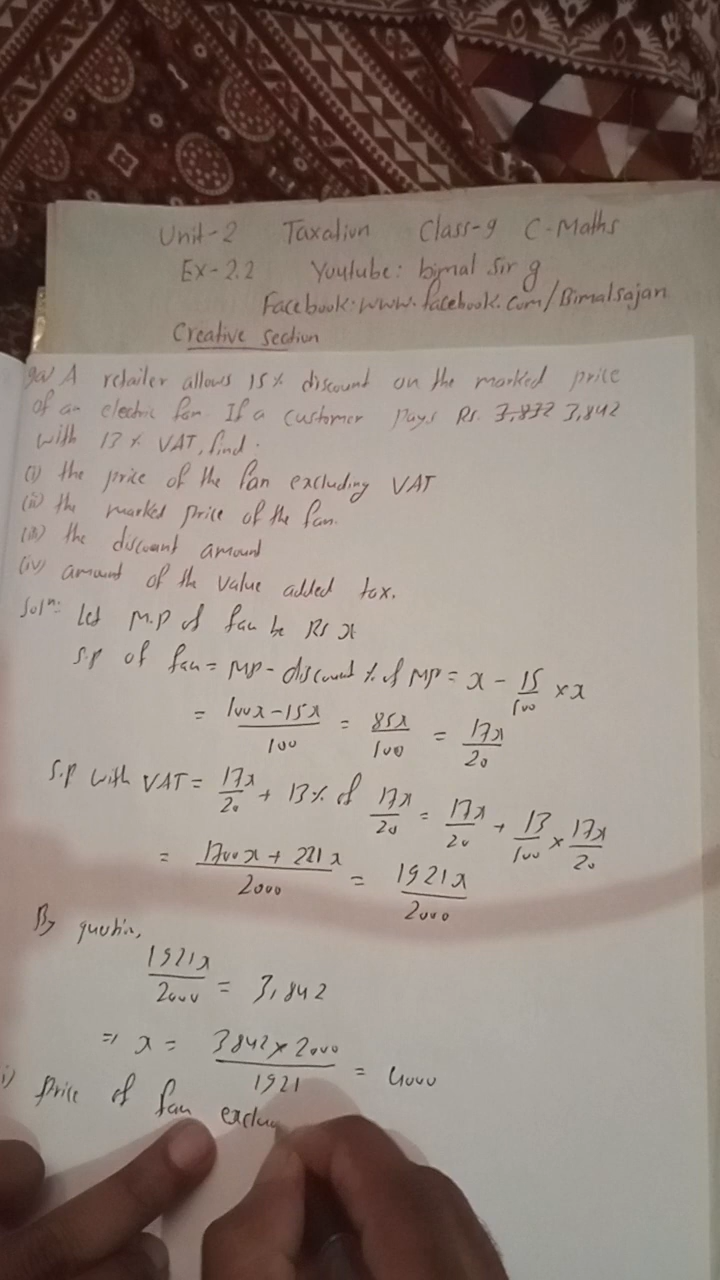 Unit-2 Taxation Class-9 C-Maths
Ex-2.2 Youtube: bimal sir g
Facebook:www.facebook.com/Bimalsajan
Creative section
9a) A retailer allows 15% discount on the marked price
of an electric fan. If a customer pays Rs. 3,832 3,842
with 13% VAT, find.
(i) the price of the fan excluding VAT
(ii) the marked price of the fan.
(iii) the discount amount
(iv) amount of the value added tax.
Solⁿ: Let M.P of fan be Rs x
S.P of fan = MP - discount % of MP = x - 15/100 × x
= 100x-15x/100 = 85x/100 = 17x/20
S.P with VAT = 17x/20 + 13% of 17x/20 = 17x/20 + 13/100 × 17x/20
= 1700x + 221x/2000 = 1921x/2000
By question,
1921x/2000 = 3,842
⇒ x = 3842 × 2000/1921 = 4000
i) Price of fan exclu